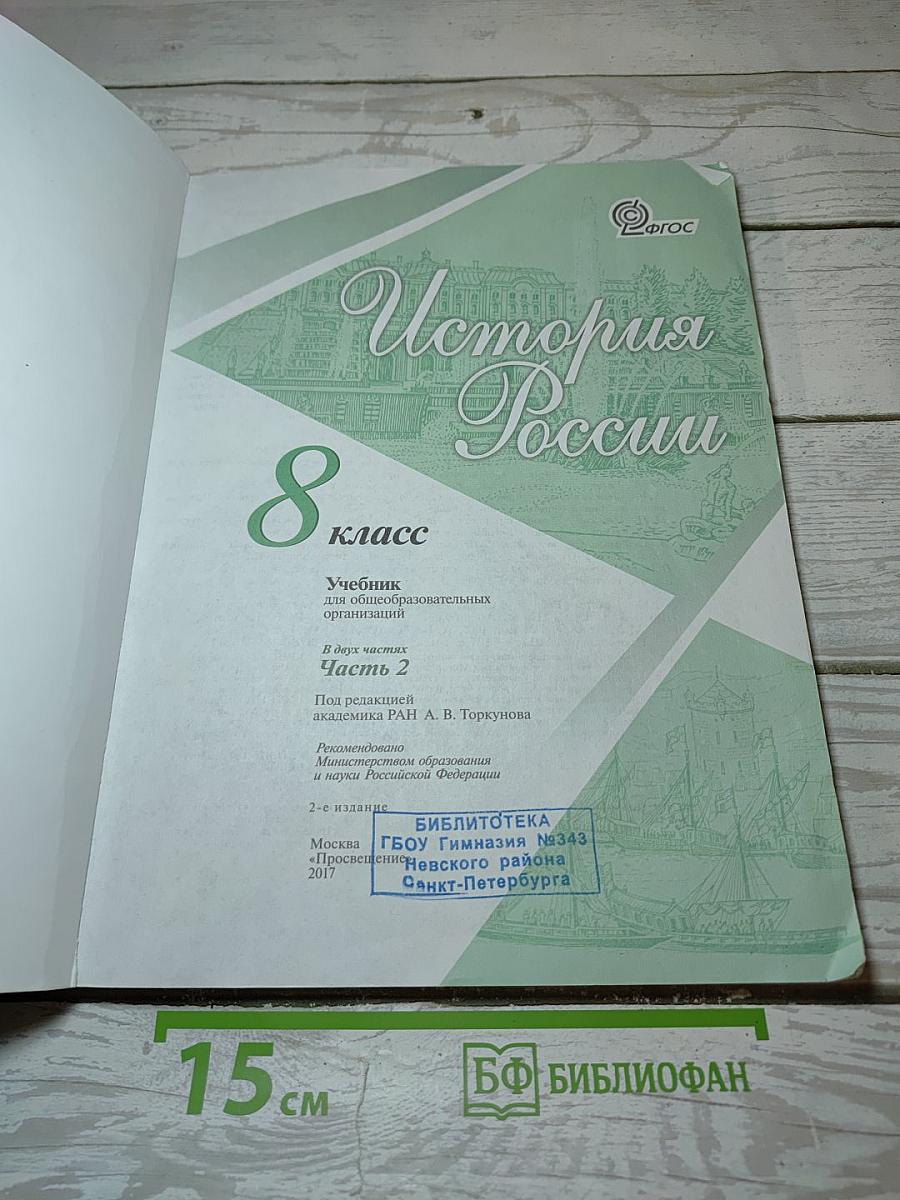 ФГОС
История
России
8 класс
Учебник
для общеобразовательных
организаций
В двух частях
Часть 2
Под редакцией
академика РАН А. В. Торкунова
Рекомендовано
Министерством образования
и науки Российской Федерации
2-е издание
Москва
«Просвещение»
2017
БИБЛИОТЕКА
ГБОУ Гимназия №343
Невского района
Санкт-Петербурга
15 см
БФ БИБЛИОФАН